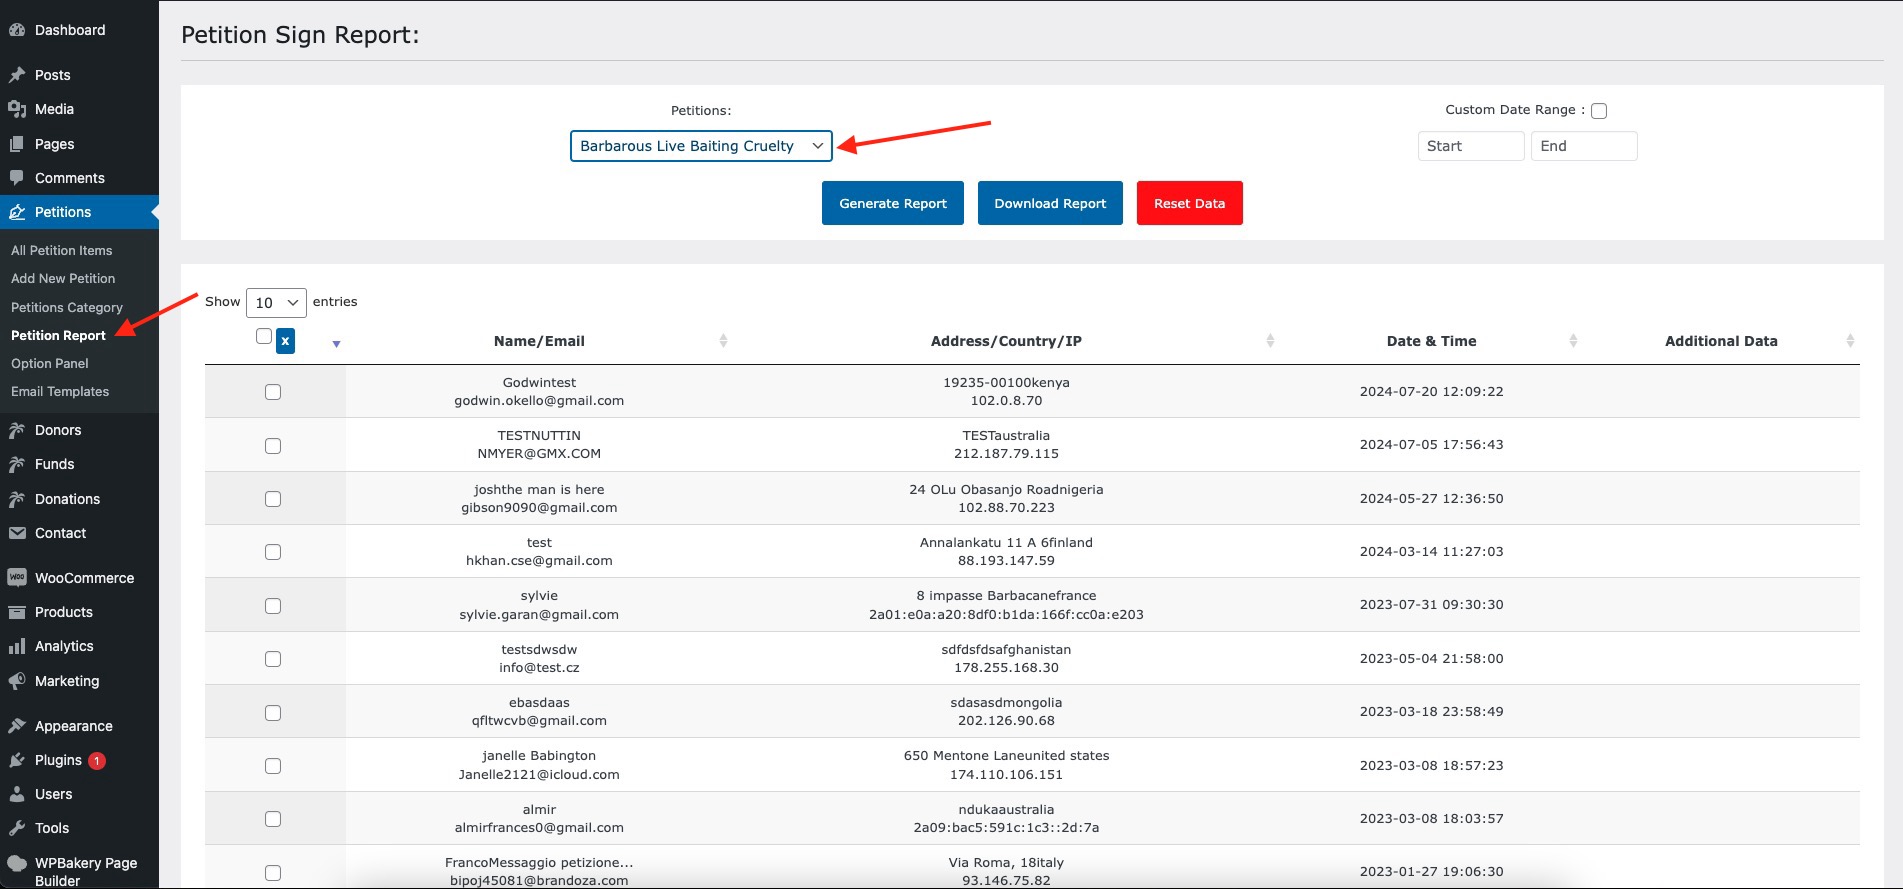 Dashboard
Posts
Media
Pages
Comments
Petitions
All Petition Items
Add New Petition
Petitions Category
Petition Report
Option Panel
Email Templates
Donors
Funds
Donations
Contact
WooCommerce
Products
Analytics
Marketing
Appearance
Plugins 1
Users
Tools
WPBakery Page
Builder
Petition Sign Report:
Petitions:
Barbarous Live Baiting Cruelty
Custom Date Range :
Start End
Generate Report Download Report Reset Data
Show 10 entries
x Name/Email Address/Country/IP Date & Time Additional Data
Godwintest 19235-00100kenya
godwin.okello@gmail.com 102.0.8.70 2024-07-20 12:09:22
TESTNUTTIN TESTaustralia
NMYER@GMX.COM 212.187.79.115 2024-07-05 17:56:43
joshthe man is here 24 OLu Obasanjo Roadnigeria
gibson9090@gmail.com 102.88.70.223 2024-05-27 12:36:50
test Annalankatu 11 A 6finland
hkhan.cse@gmail.com 88.193.147.59 2024-03-14 11:27:03
sylvie 8 impasse Barbacanefrance
sylvie.garan@gmail.com 2a01:e0a:a20:8df0:b1da:166f:cc0a:e203 2023-07-31 09:30:30
testsdwsdw sdfdsfdsafghanistan
info@test.cz 178.255.168.30 2023-05-04 21:58:00
ebasdaas sdasasdmongolia
qfltwcvb@gmail.com 202.126.90.68 2023-03-18 23:58:49
janelle Babington 650 Mentone Laneunited states
Janelle2121@icloud.com 174.110.106.151 2023-03-08 18:57:23
almir ndukaaustralia
almirfrances0@gmail.com 2a09:bac5:591c:1c3::2d:7a 2023-03-08 18:03:57
FrancoMessaggio petizione... Via Roma, 18italy
bipoj45081@brandoza.com 93.146.75.82 2023-01-27 19:06:30